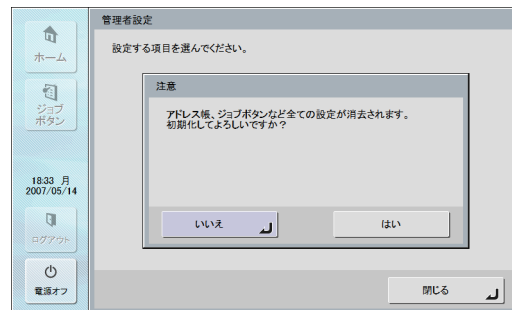 管理者設定
ホーム
設定する項目を選んでください。
注意
アドレス帳、ジョブボタンなど全ての設定が消去されます。
初期化してよろしいですか？
ジョブ
ボタン
18:33 月
2007/05/14
いいえ
はい
ログアウト
電源オフ
閉じる